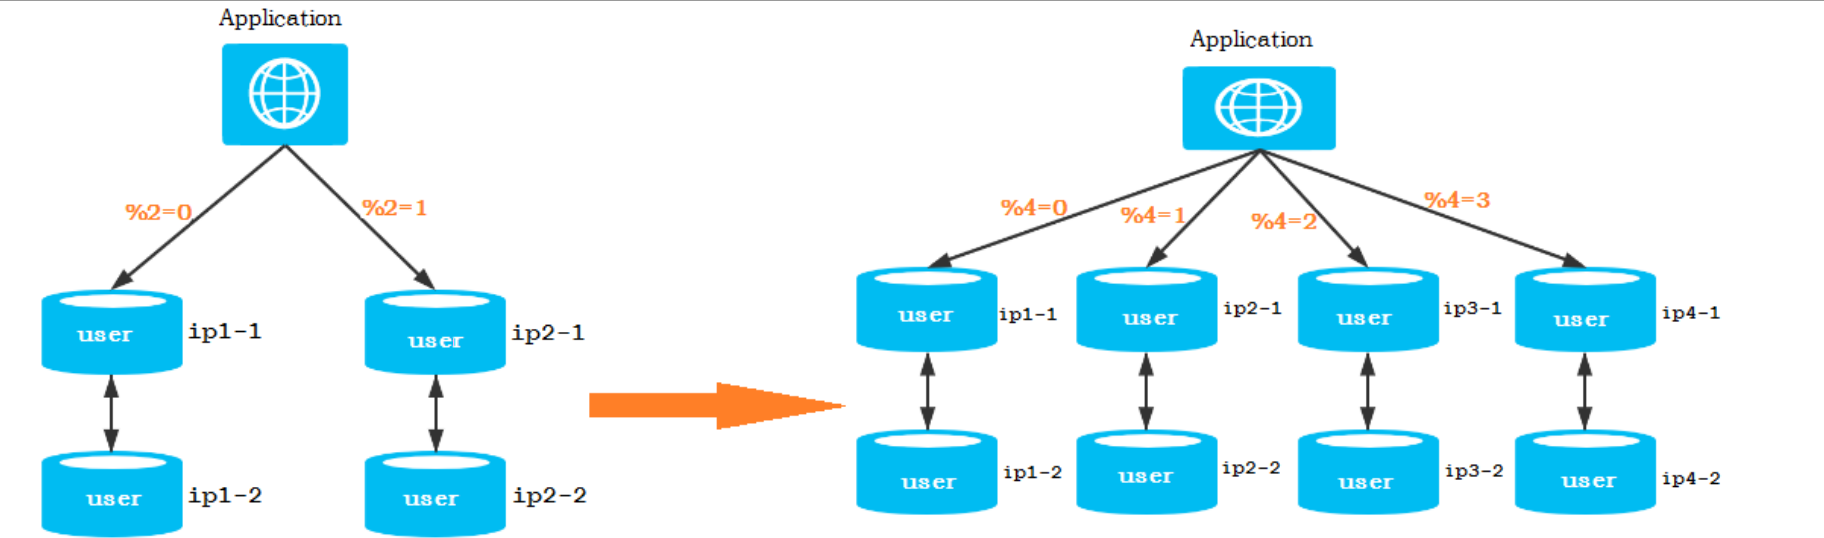 Application
%2=0
%2=1
user
ip1-1
user
ip2-1
user
ip1-2
user
ip2-2
Application
%4=0
%4=1
%4=2
%4=3
user
ip1-1
user
ip2-1
user
ip3-1
user
ip4-1
user
ip1-2
user
ip2-2
user
ip3-2
user
ip4-2